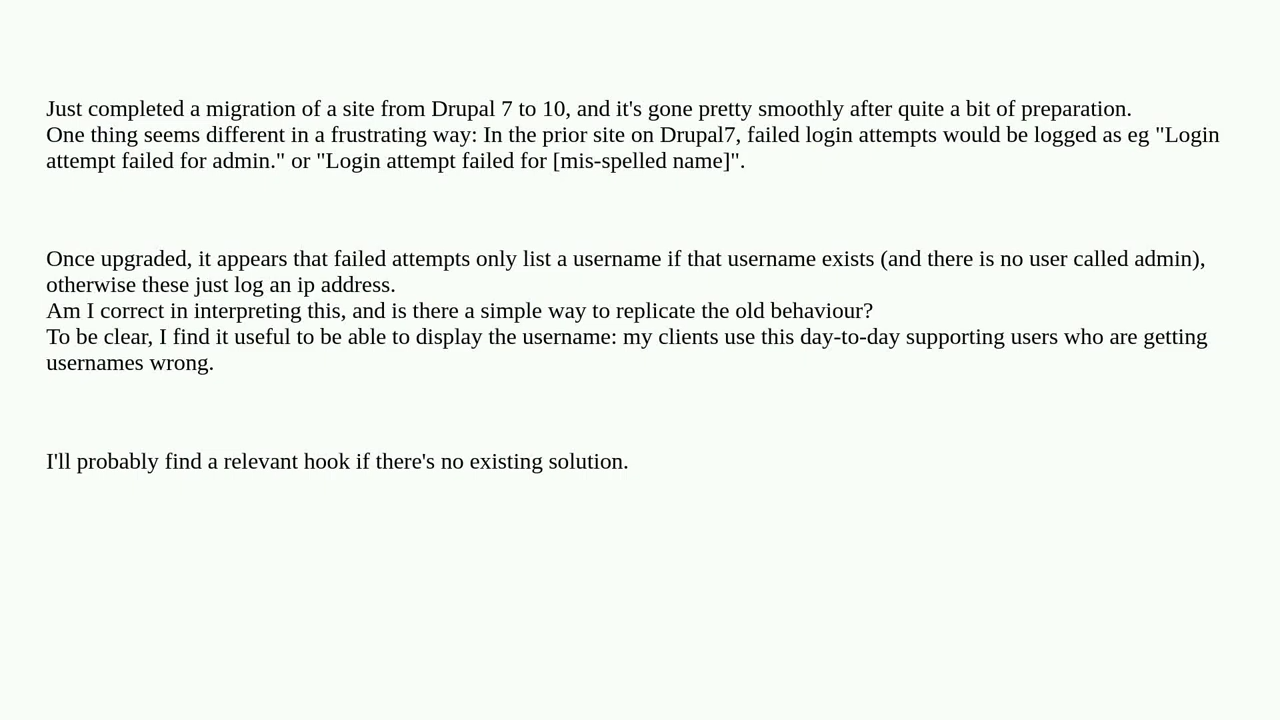 Just completed a migration of a site from Drupal 7 to 10, and it's gone pretty smoothly after quite a bit of preparation.
One thing seems different in a frustrating way: In the prior site on Drupal7, failed login attempts would be logged as eg "Login
attempt failed for admin." or "Login attempt failed for [mis-spelled name]".
Once upgraded, it appears that failed attempts only list a username if that username exists (and there is no user called admin),
otherwise these just log an ip address.
Am I correct in interpreting this, and is there a simple way to replicate the old behaviour?
To be clear, I find it useful to be able to display the username: my clients use this day-to-day supporting users who are getting
usernames wrong.
I'll probably find a relevant hook if there's no existing solution.